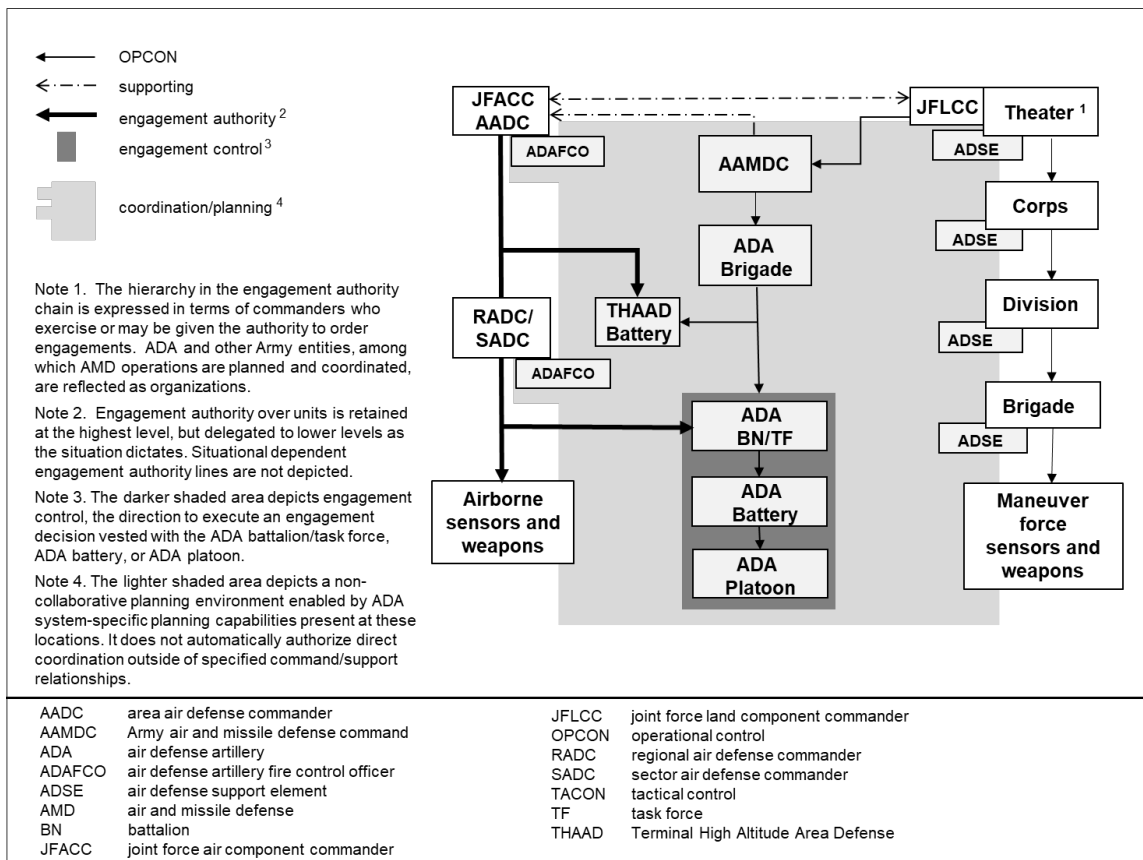 OPCON
supporting
engagement authority 2
engagement control 3
coordination/planning 4
Note 1. The hierarchy in the engagement authority
chain is expressed in terms of commanders who
exercise or may be given the authority to order
engagements. ADA and other Army entities, among
which AMD operations are planned and coordinated,
are reflected as organizations.
Note 2. Engagement authority over units is retained
at the highest level, but delegated to lower levels as
the situation dictates. Situational dependent
engagement authority lines are not depicted.
Note 3. The darker shaded area depicts engagement
control, the direction to execute an engagement
decision vested with the ADA battalion/task force,
ADA battery, or ADA platoon.
Note 4. The lighter shaded area depicts a non-
collaborative planning environment enabled by ADA
system-specific planning capabilities present at these
locations. It does not automatically authorize direct
coordination outside of specified command/support
relationships.
JFACC
AADC
ADAFCO
RADC/
SADC
ADAFCO
Airborne
sensors and
weapons
AAMDC
ADA
Brigade
THAAD
Battery
ADA
BN/TF
ADA
Battery
ADA
Platoon
JFLCC
Theater 1
ADSE
Corps
ADSE
Division
ADSE
Brigade
ADSE
Maneuver
force
sensors and
weapons
AADC area air defense commander
AAMDC Army air and missile defense command
ADA air defense artillery
ADAFCO air defense artillery fire control officer
ADSE air defense support element
AMD air and missile defense
BN battalion
JFACC joint force air component commander
JFLCC joint force land component commander
OPCON operational control
RADC regional air defense commander
SADC sector air defense commander
TACON tactical control
TF task force
THAAD Terminal High Altitude Area Defense